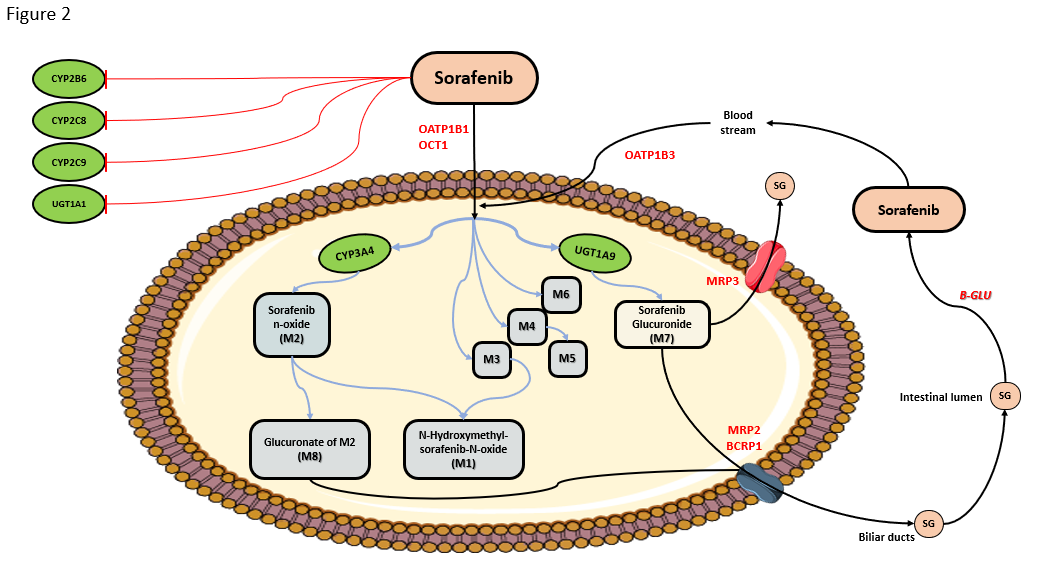 Figure 2
Sorafenib
CYP2B6
CYP2C8
CYP2C9
UGT1A1
OATP1B1
OCT1
Blood
stream
OATP1B3
SG
Sorafenib
CYP3A4
UGT1A9
MRP3
M6
B-GLU
Sorafenib
n-oxide
(M2)
Sorafenib
Glucuronide
(M7)
M4
M3
M5
Intestinal lumen
SG
Glucuronate of M2
(M8)
N-Hydroxymethyl-
sorafenib-N-oxide
(M1)
MRP2
BCRP1
SG
Biliar ducts